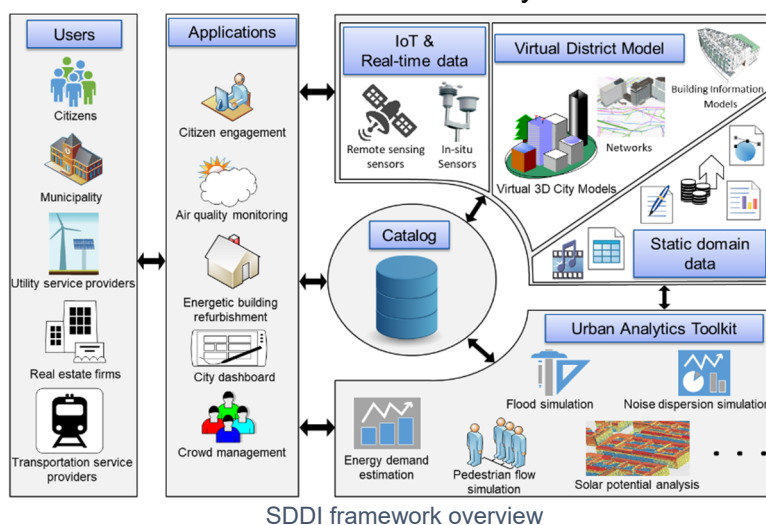 Users
Citizens
Municipality
Utility service providers
Real estate firms
Transportation service
providers
Applications
Citizen engagement
Air quality monitoring
Energetic building
refurbishment
City dashboard
Crowd management
IoT &
Real-time data
Remote sensing
sensors
In-situ
Sensors
Virtual District Model
Building Information
Models
Networks
Virtual 3D City Models
Static domain
data
Catalog
Urban Analytics Toolkit
Flood simulation
Noise dispersion simulation
Energy demand
estimation
Pedestrian flow
simulation
Solar potential analysis
. . .
SDDI framework overview